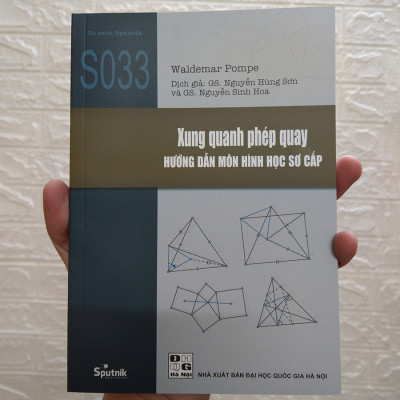 Tủ sách Sputnik
S033
Waldemar Pompe
Dịch giả: GS. Nguyễn Hùng Sơn
và GS. Nguyễn Sinh Hoa
Xung quanh phép quay
HƯỚNG DẪN MÔN HÌNH HỌC SƠ CẤP
Sputnik
Hà Nội
NHÀ XUẤT BẢN ĐẠI HỌC QUỐC GIA HÀ NỘI